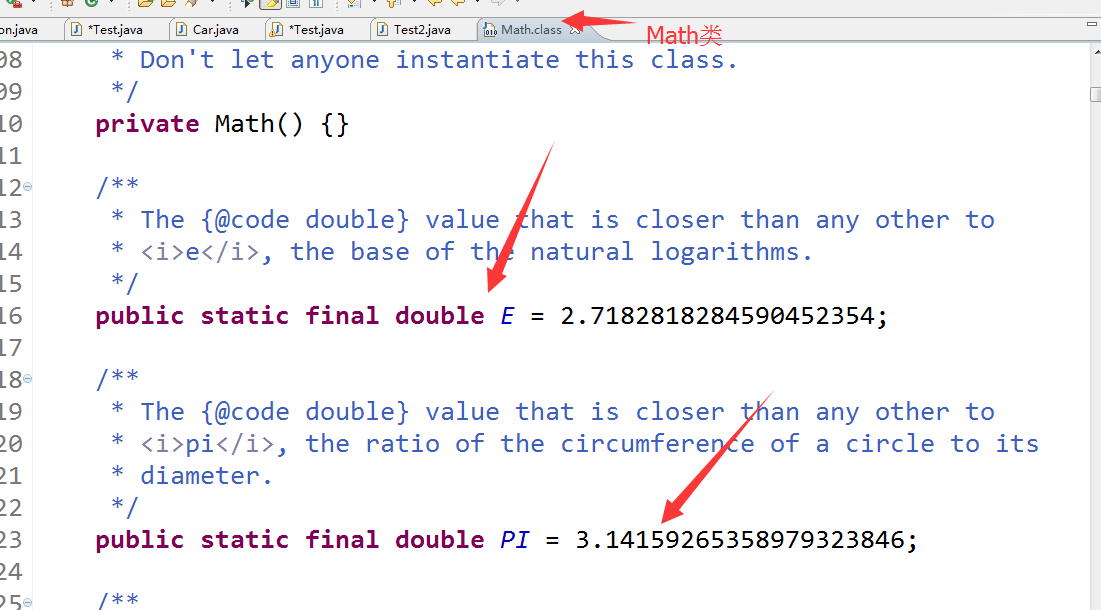 on.java *Test.java Car.java *Test.java Test2.java Math.class
Math类
08 * Don't let anyone instantiate this class.
09 */
10 private Math() {}
11
12 /**
13 * The {@code double} value that is closer than any other to
14 * <i>e</i>, the base of the natural logarithms.
15 */
16 public static final double E = 2.7182818284590452354;
17
18 /**
19 * The {@code double} value that is closer than any other to
20 * <i>pi</i>, the ratio of the circumference of a circle to its
21 * diameter.
22 */
23 public static final double PI = 3.14159265358979323846;
24
25 /**